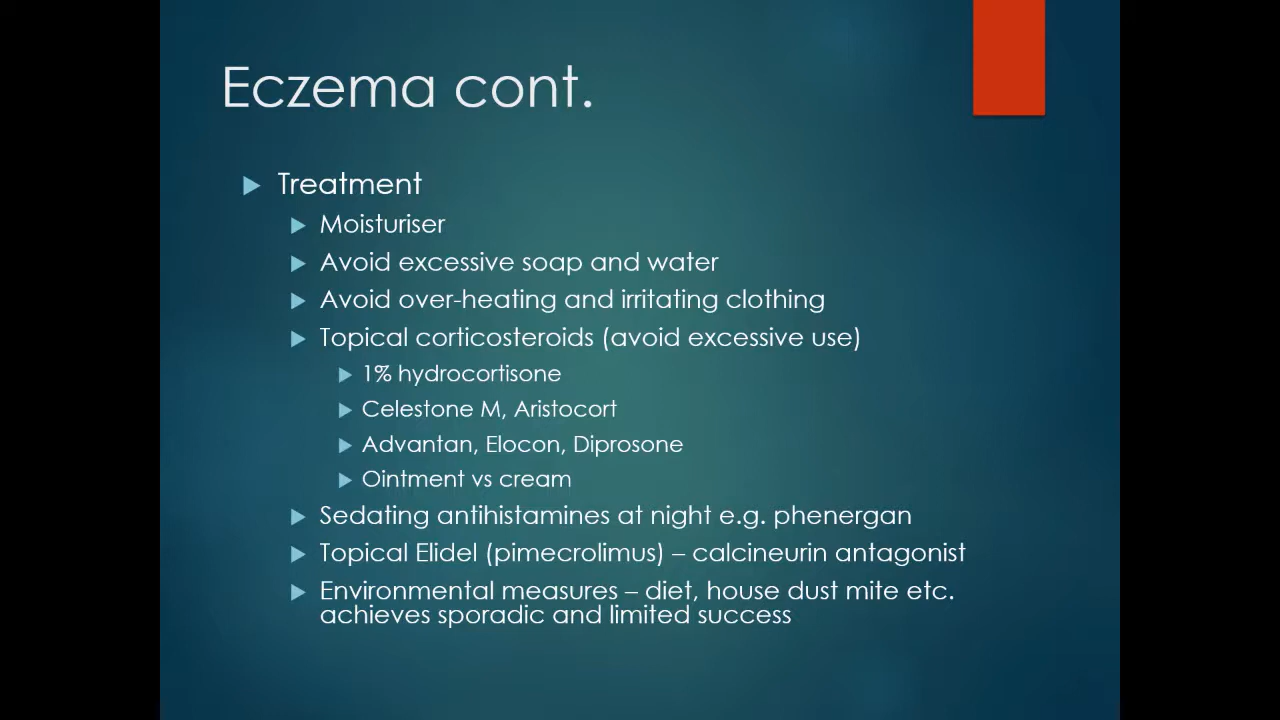 Eczema cont.
Treatment
Moisturiser
Avoid excessive soap and water
Avoid over-heating and irritating clothing
Topical corticosteroids (avoid excessive use)
1% hydrocortisone
Celestone M, Aristocort
Advantan, Elocon, Diprosone
Ointment vs cream
Sedating antihistamines at night e.g. phenergan
Topical Elidel (pimecrolimus) – calcineurin antagonist
Environmental measures – diet, house dust mite etc.
achieves sporadic and limited success